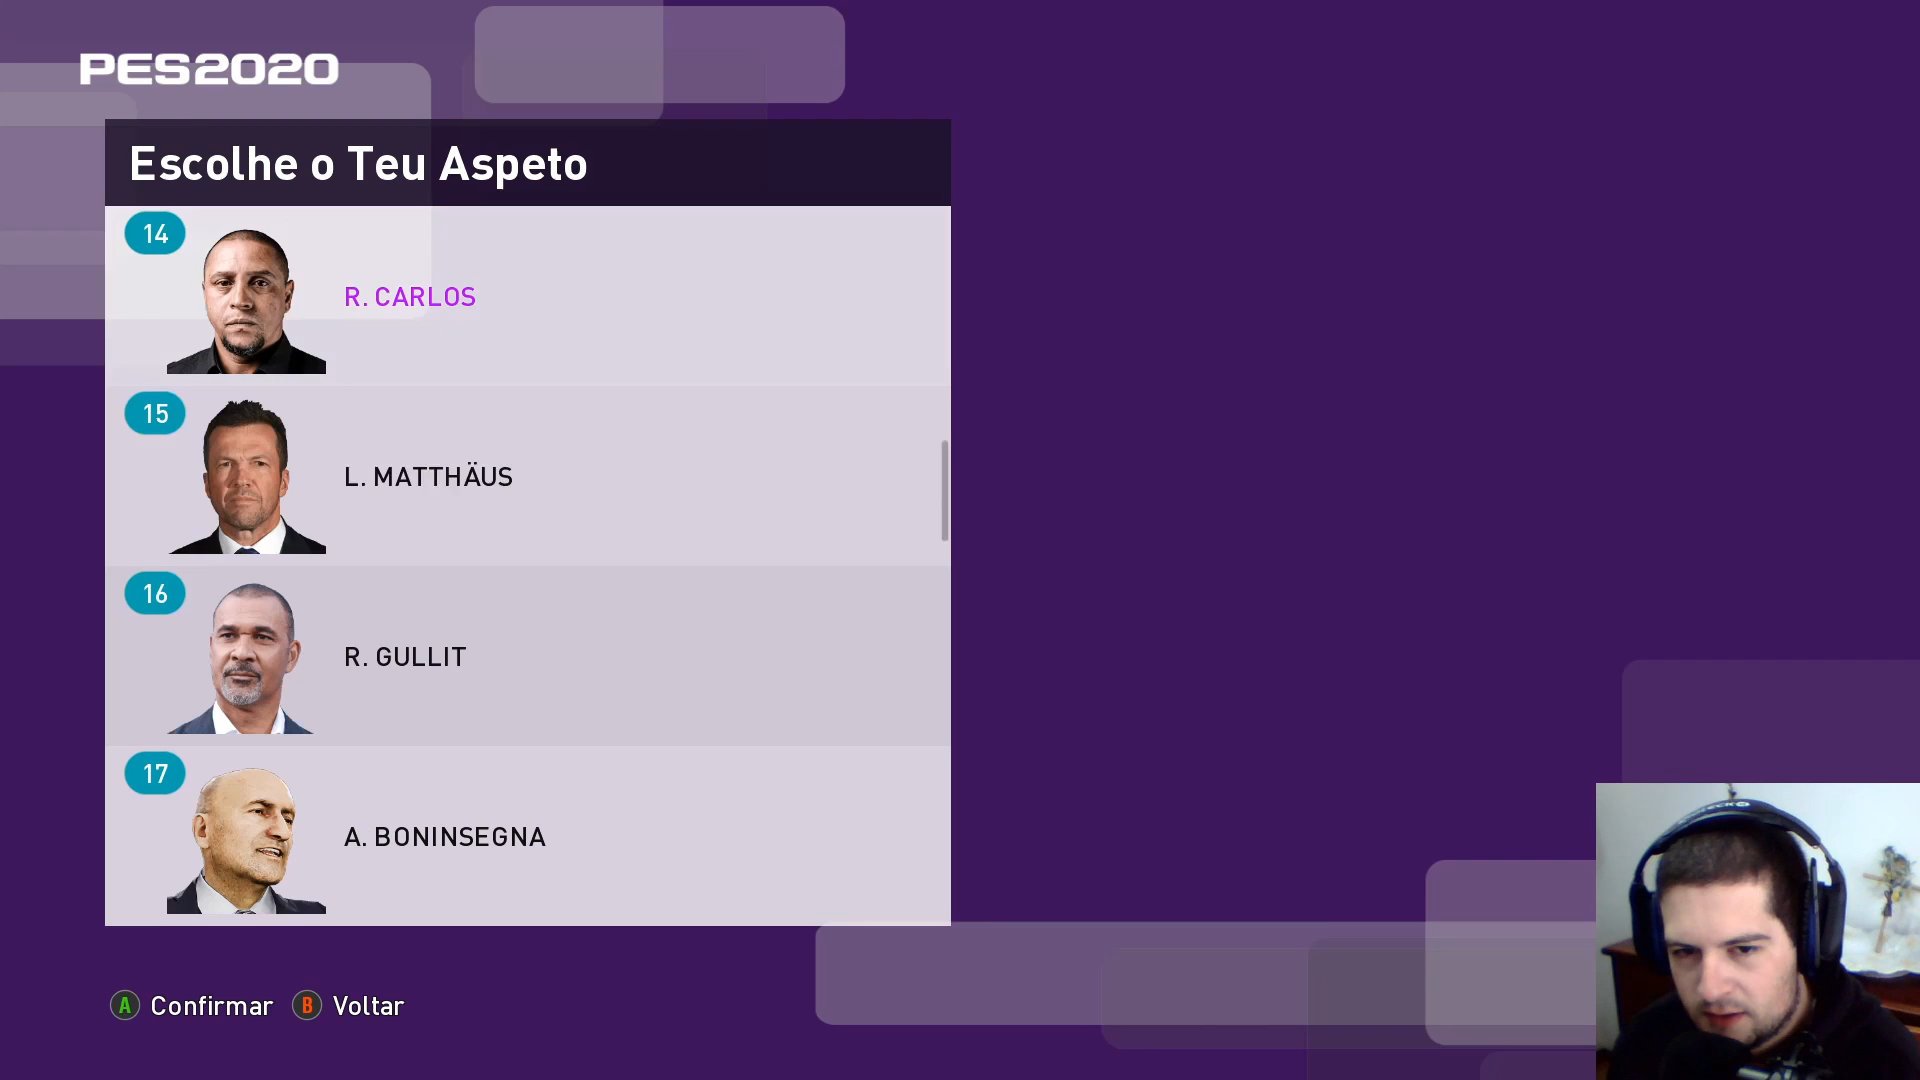 PES2020
Escolhe o Teu Aspeto
14
R. CARLOS
15
L. MATTHÄUS
16
R. GULLIT
17
A. BONINSEGNA
A Confirmar B Voltar